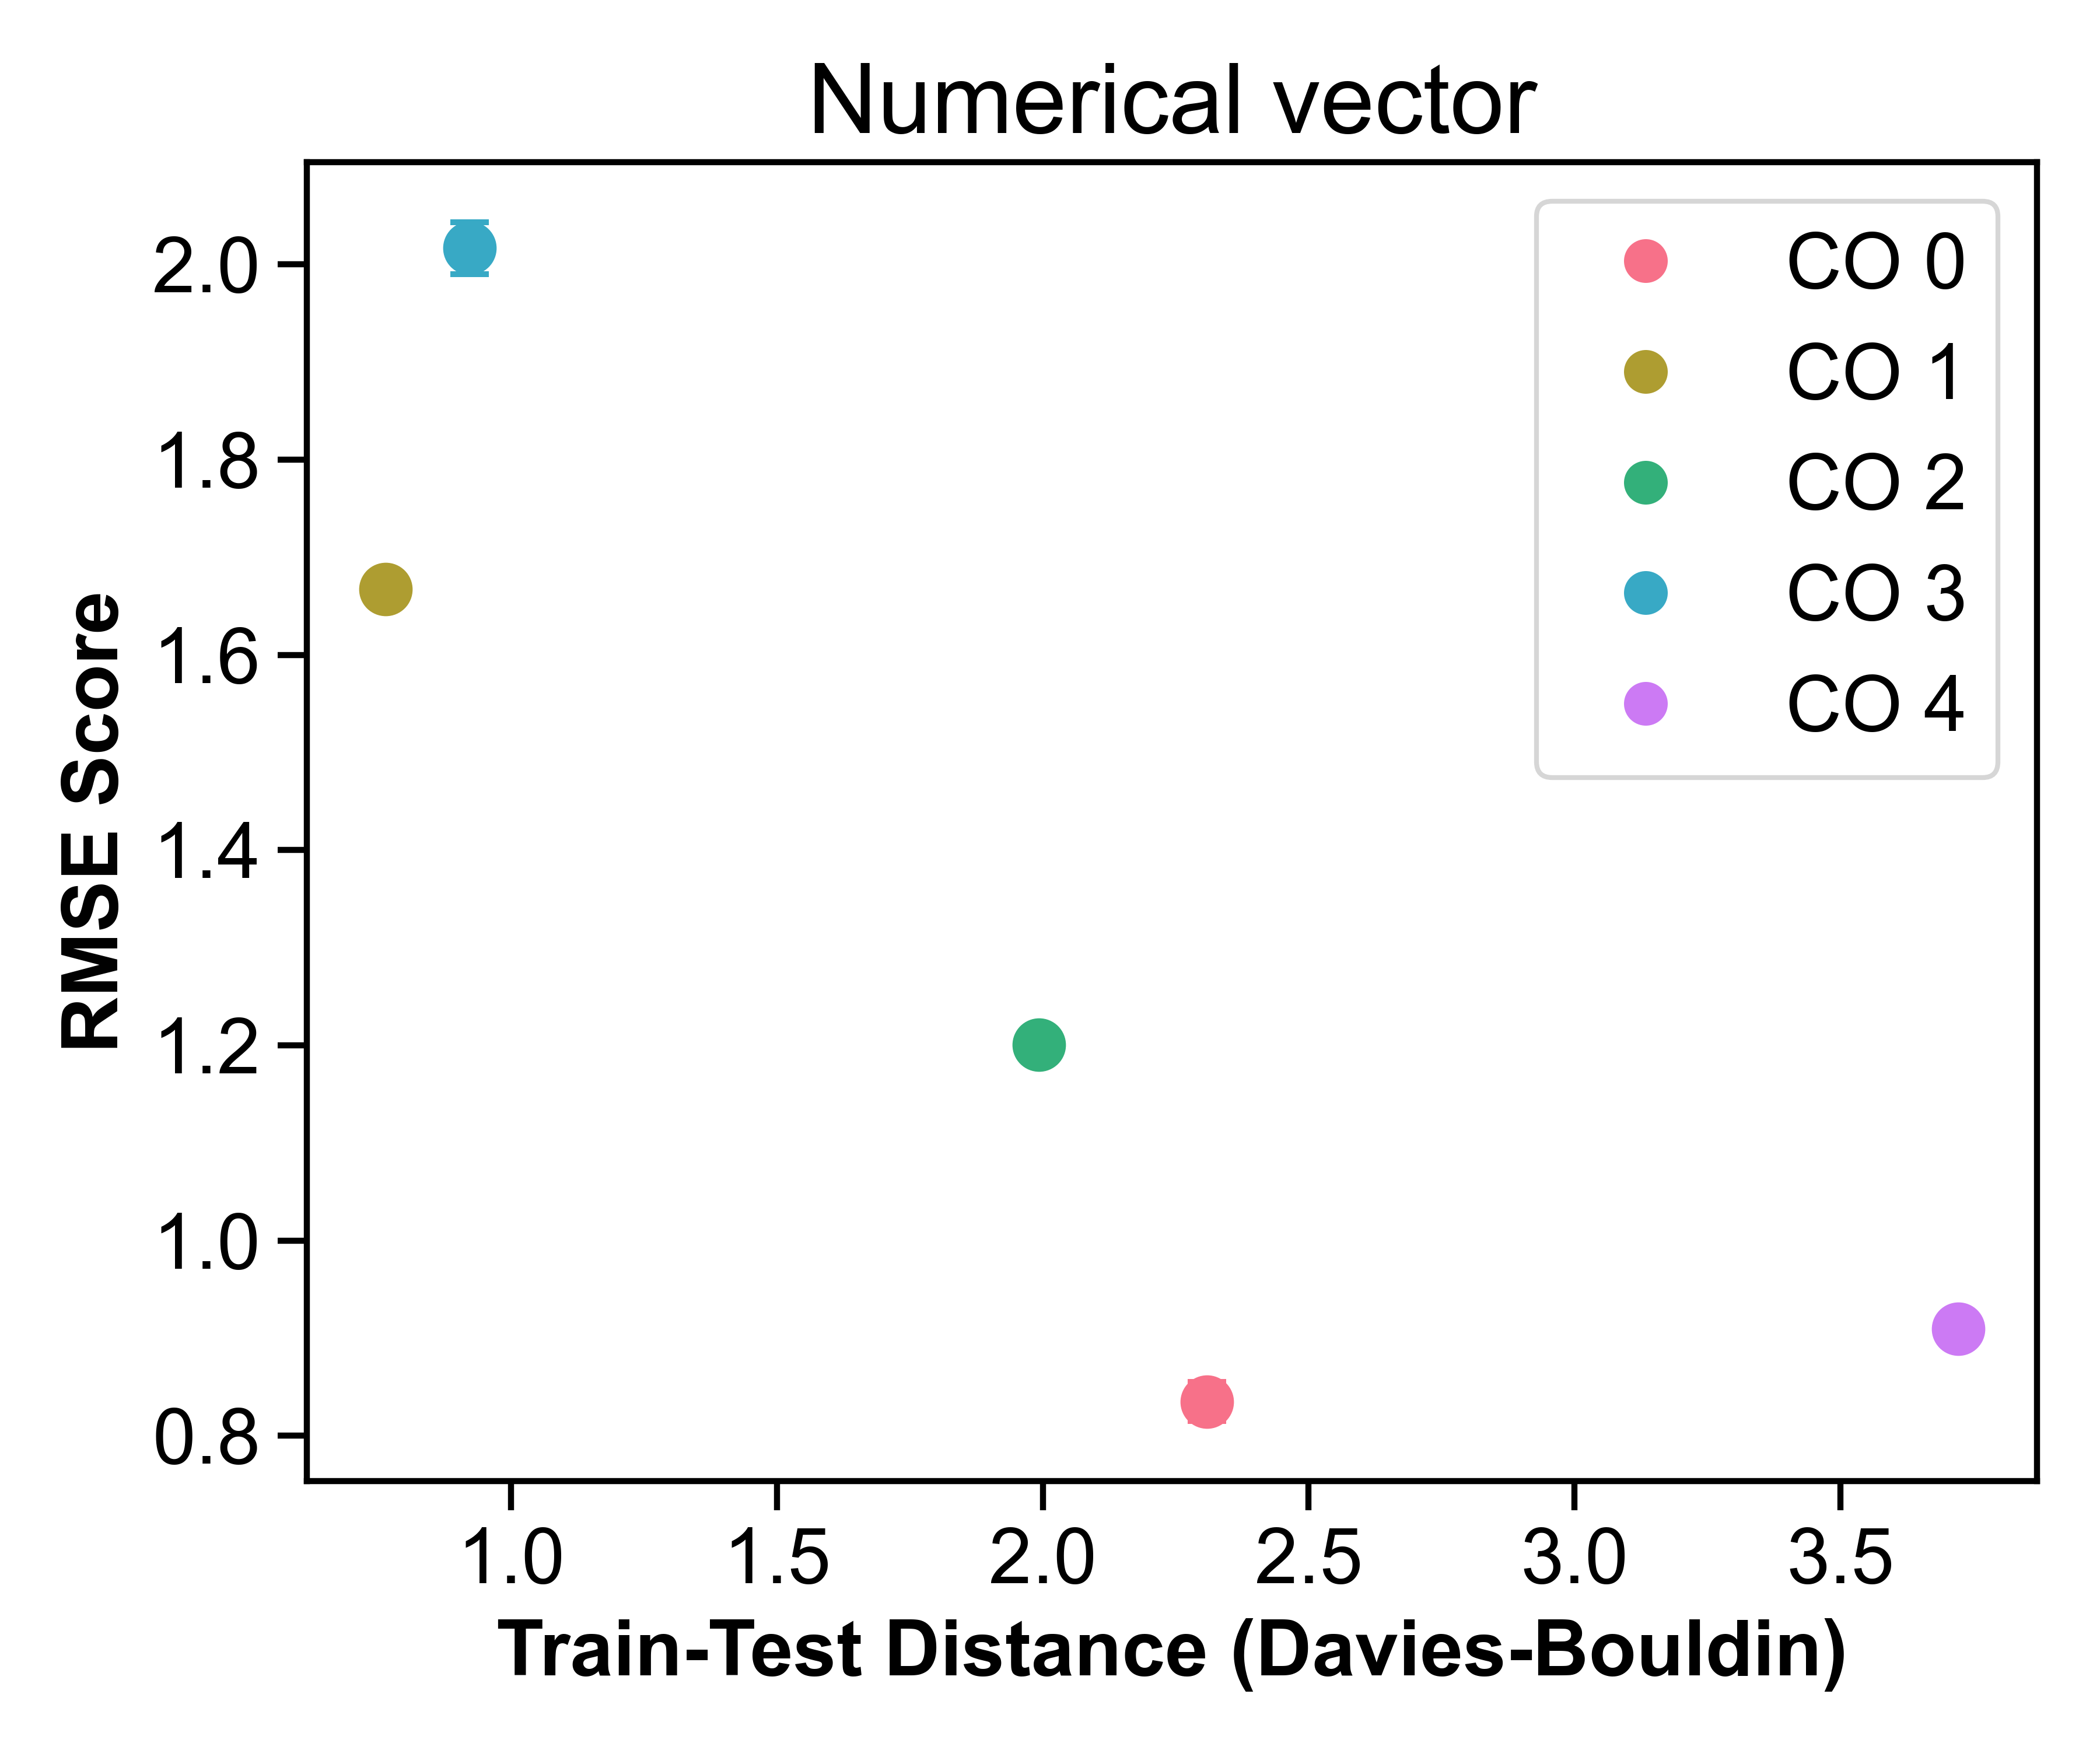 Numerical vector
2.0
1.8
1.6
1.4
1.2
1.0
0.8
RMSE Score
CO 0
CO 1
CO 2
CO 3
CO 4
1.0 1.5 2.0 2.5 3.0 3.5
Train-Test Distance (Davies-Bouldin)